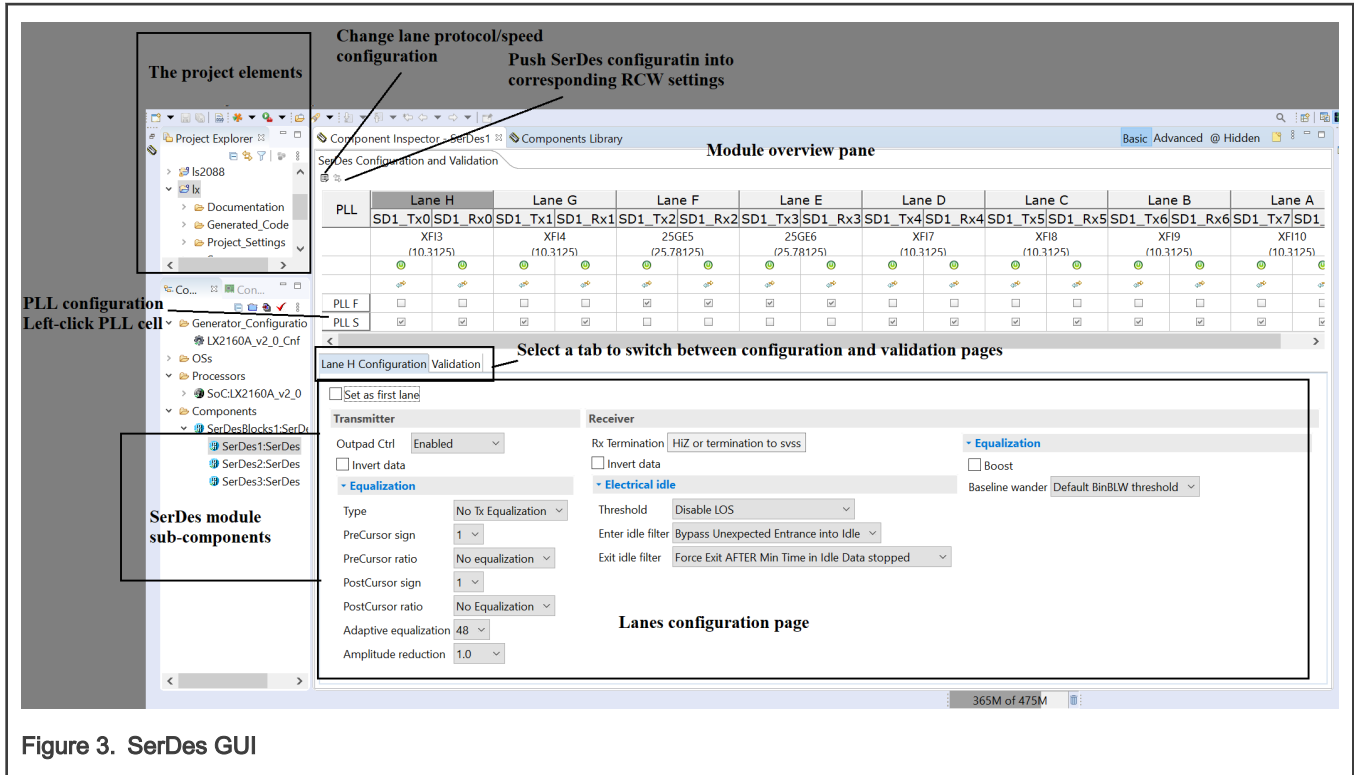 Change lane protocol/speed
configuration
Push SerDes configuratin into
corresponding RCW settings
The project elements
Project Explorer
Component Inspector - SerDes1
Components Library
Basic Advanced @ Hidden
SerDes Configuration and Validation
Module overview pane
ls2088
lx
Documentation
Generated_Code
Project_Settings
PLL Lane H Lane G Lane F Lane E Lane D Lane C Lane B Lane A
SD1_Tx0 SD1_Rx0 SD1_Tx1 SD1_Rx1 SD1_Tx2 SD1_Rx2 SD1_Tx3 SD1_Rx3 SD1_Tx4 SD1_Rx4 SD1_Tx5 SD1_Rx5 SD1_Tx6 SD1_Rx6 SD1_Tx7 SD1_
XFI3 XFI4 25GE5 25GE6 XFI7 XFI8 XFI9 XFI10
(10.3125) (10.3125) (25.78125) (25.78125) (10.3125) (10.3125) (10.3125) (10.3125)
PLL F
PLL S
Co... Con...
PLL configuration
Left-click PLL cell
Generator_Configuratio
LX2160A_v2_0_Cnf
OSs
Processors
SoC:LX2160A_v2_0
Components
SerDesBlocks1:SerDe
SerDes1:SerDes
SerDes2:SerDes
SerDes3:SerDes
SerDes module
sub-components
Select a tab to switch between configuration and validation pages
Lane H Configuration Validation
Set as first lane
Transmitter
Outpad Ctrl Enabled
Invert data
Equalization
Type No Tx Equalization
PreCursor sign 1
PreCursor ratio No equalization
PostCursor sign 1
PostCursor ratio No Equalization
Adaptive equalization 48
Amplitude reduction 1.0
Receiver
Rx Termination HiZ or termination to svss
Invert data
Electrical idle
Threshold Disable LOS
Enter idle filter Bypass Unexpected Entrance into Idle
Exit idle filter Force Exit AFTER Min Time in Idle Data stopped
Equalization
Boost
Baseline wander Default BinBLW threshold
Lanes configuration page
365M of 475M
Figure 3. SerDes GUI